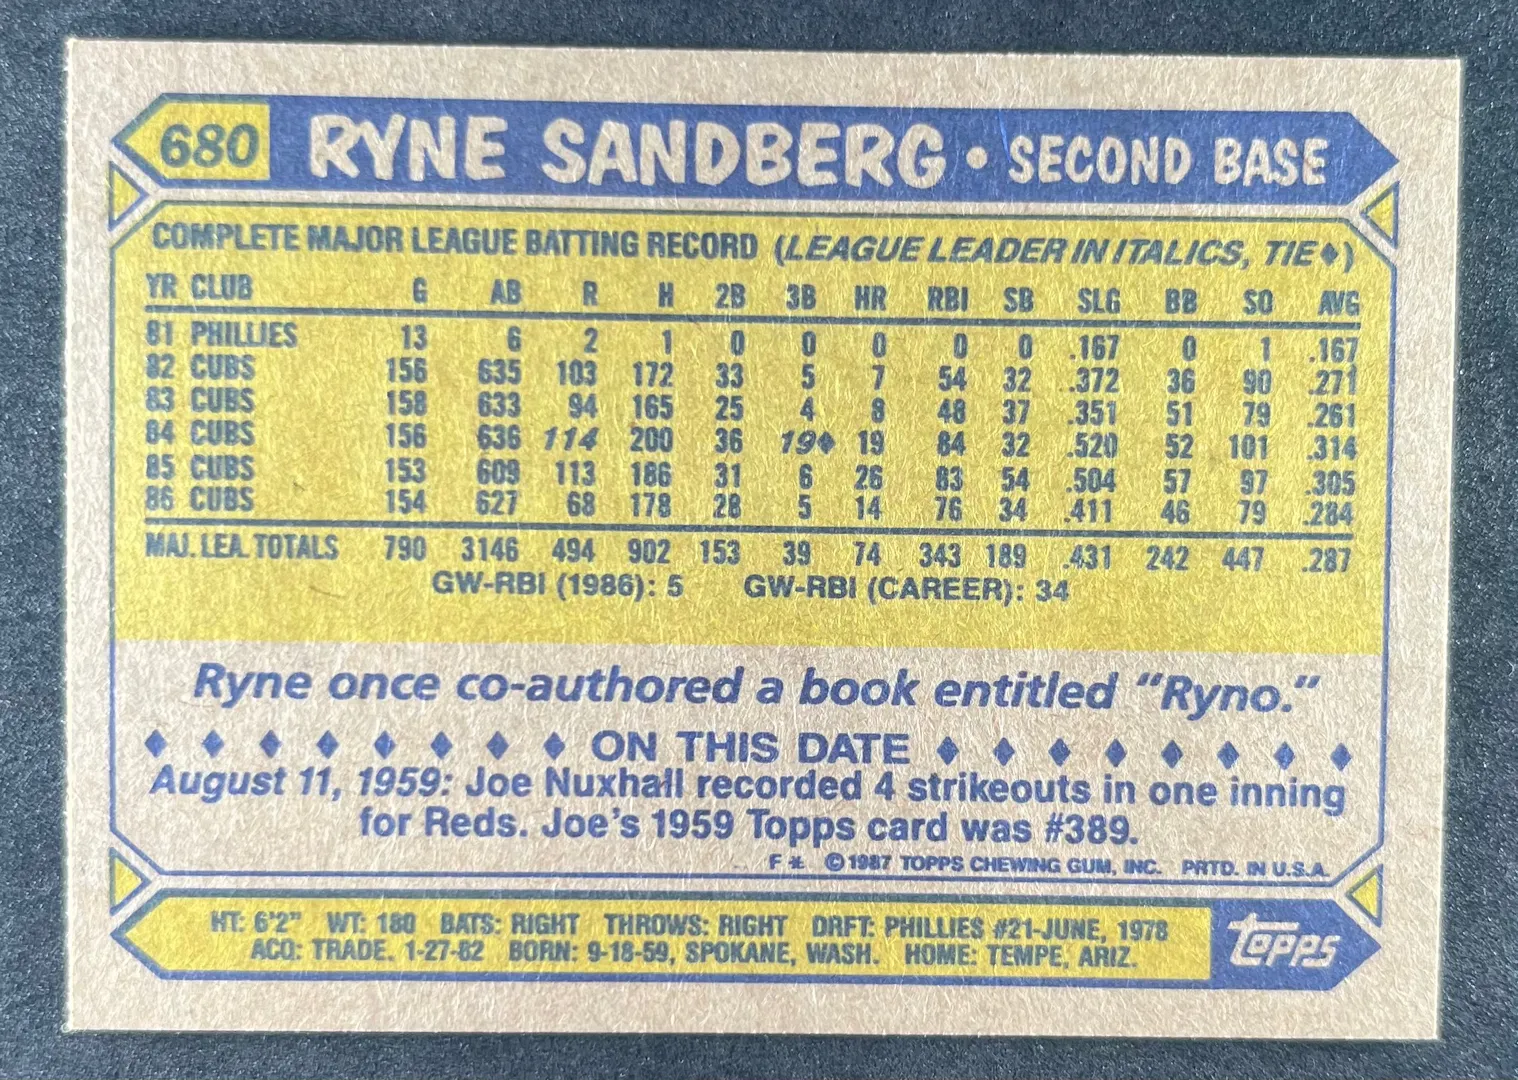 680 RYNE SANDBERG • SECOND BASE
COMPLETE MAJOR LEAGUE BATTING RECORD (LEAGUE LEADER IN ITALICS, TIE♦)
YR CLUB G AB R H 2B 3B HR RBI SB SLG BB SO AVG
81 PHILLIES 13 6 2 1 0 0 0 0 0 .167 0 1 .167
82 CUBS 156 635 103 172 33 5 7 54 32 .372 36 90 .271
83 CUBS 158 633 94 165 25 4 8 48 37 .351 51 79 .261
84 CUBS 156 636 114 200 36 19♦ 19 84 32 .520 52 101 .314
85 CUBS 153 609 113 186 31 6 26 83 54 .504 57 97 .305
86 CUBS 154 627 68 178 28 5 14 76 34 .411 46 79 .284
MAJ. LEA. TOTALS 790 3146 494 902 153 39 74 343 189 .431 242 447 .287
GW-RBI (1986): 5 GW-RBI (CAREER): 34
Ryne once co-authored a book entitled “Ryno.”
♦ ♦ ♦ ♦ ♦ ♦ ♦ ♦ ON THIS DATE ♦ ♦ ♦ ♦ ♦ ♦ ♦ ♦
August 11, 1959: Joe Nuxhall recorded 4 strikeouts in one inning
for Reds. Joe's 1959 Topps card was #389.
F * © 1987 TOPPS CHEWING GUM, INC. PRTD. IN U.S.A.
HT: 6'2" WT: 180 BATS: RIGHT THROWS: RIGHT DRFT: PHILLIES #21-JUNE, 1978
ACQ: TRADE. 1-27-82 BORN: 9-18-59, SPOKANE, WASH. HOME: TEMPE, ARIZ.
topps